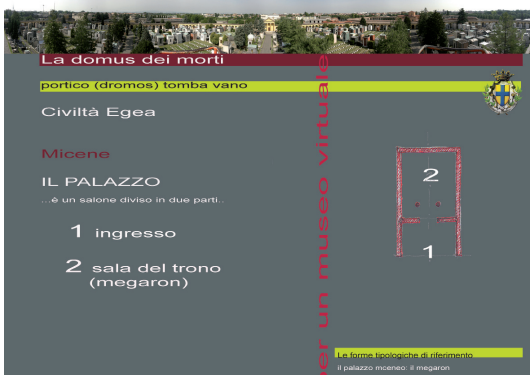 La domus dei morti
portico (dromos) tomba vano
Civiltà Egea
Micene
IL PALAZZO
...è un salone diviso in due parti..
1 ingresso
2 sala del trono
(megaron)
per un museo virtuale
2
1
Le forme tipologiche di riferimento
il palazzo mceneo: il megaron